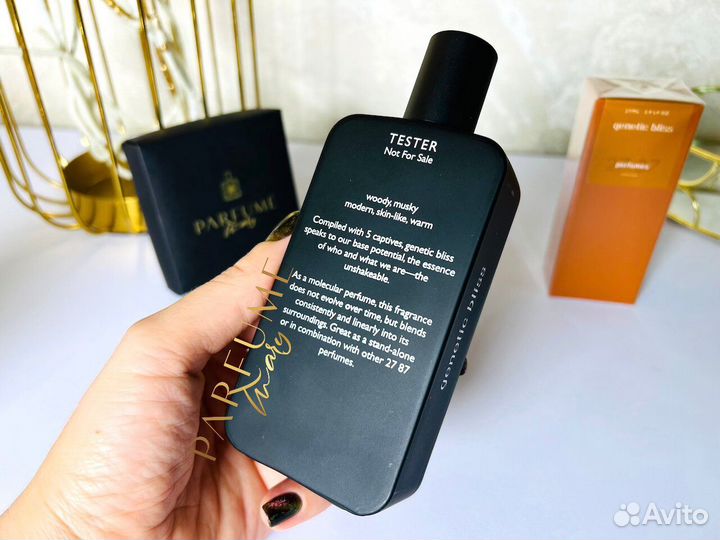 TESTER
Not For Sale
woody, musky
modern, skin-like, warm
Compiled with 5 captives, genetic bliss
speaks to our base potential, the essence
of who and what we are—the
unshakeable.
As a molecular perfume, this fragrance
does not evolve over time, but blends
consistently and linearly into its
surroundings. Great as a stand-alone
or in combination with other 27 87
perfumes.
genetic bliss
PARFUME
Mary
genetic bliss
perfumes
PARFUME
Mary
Avito